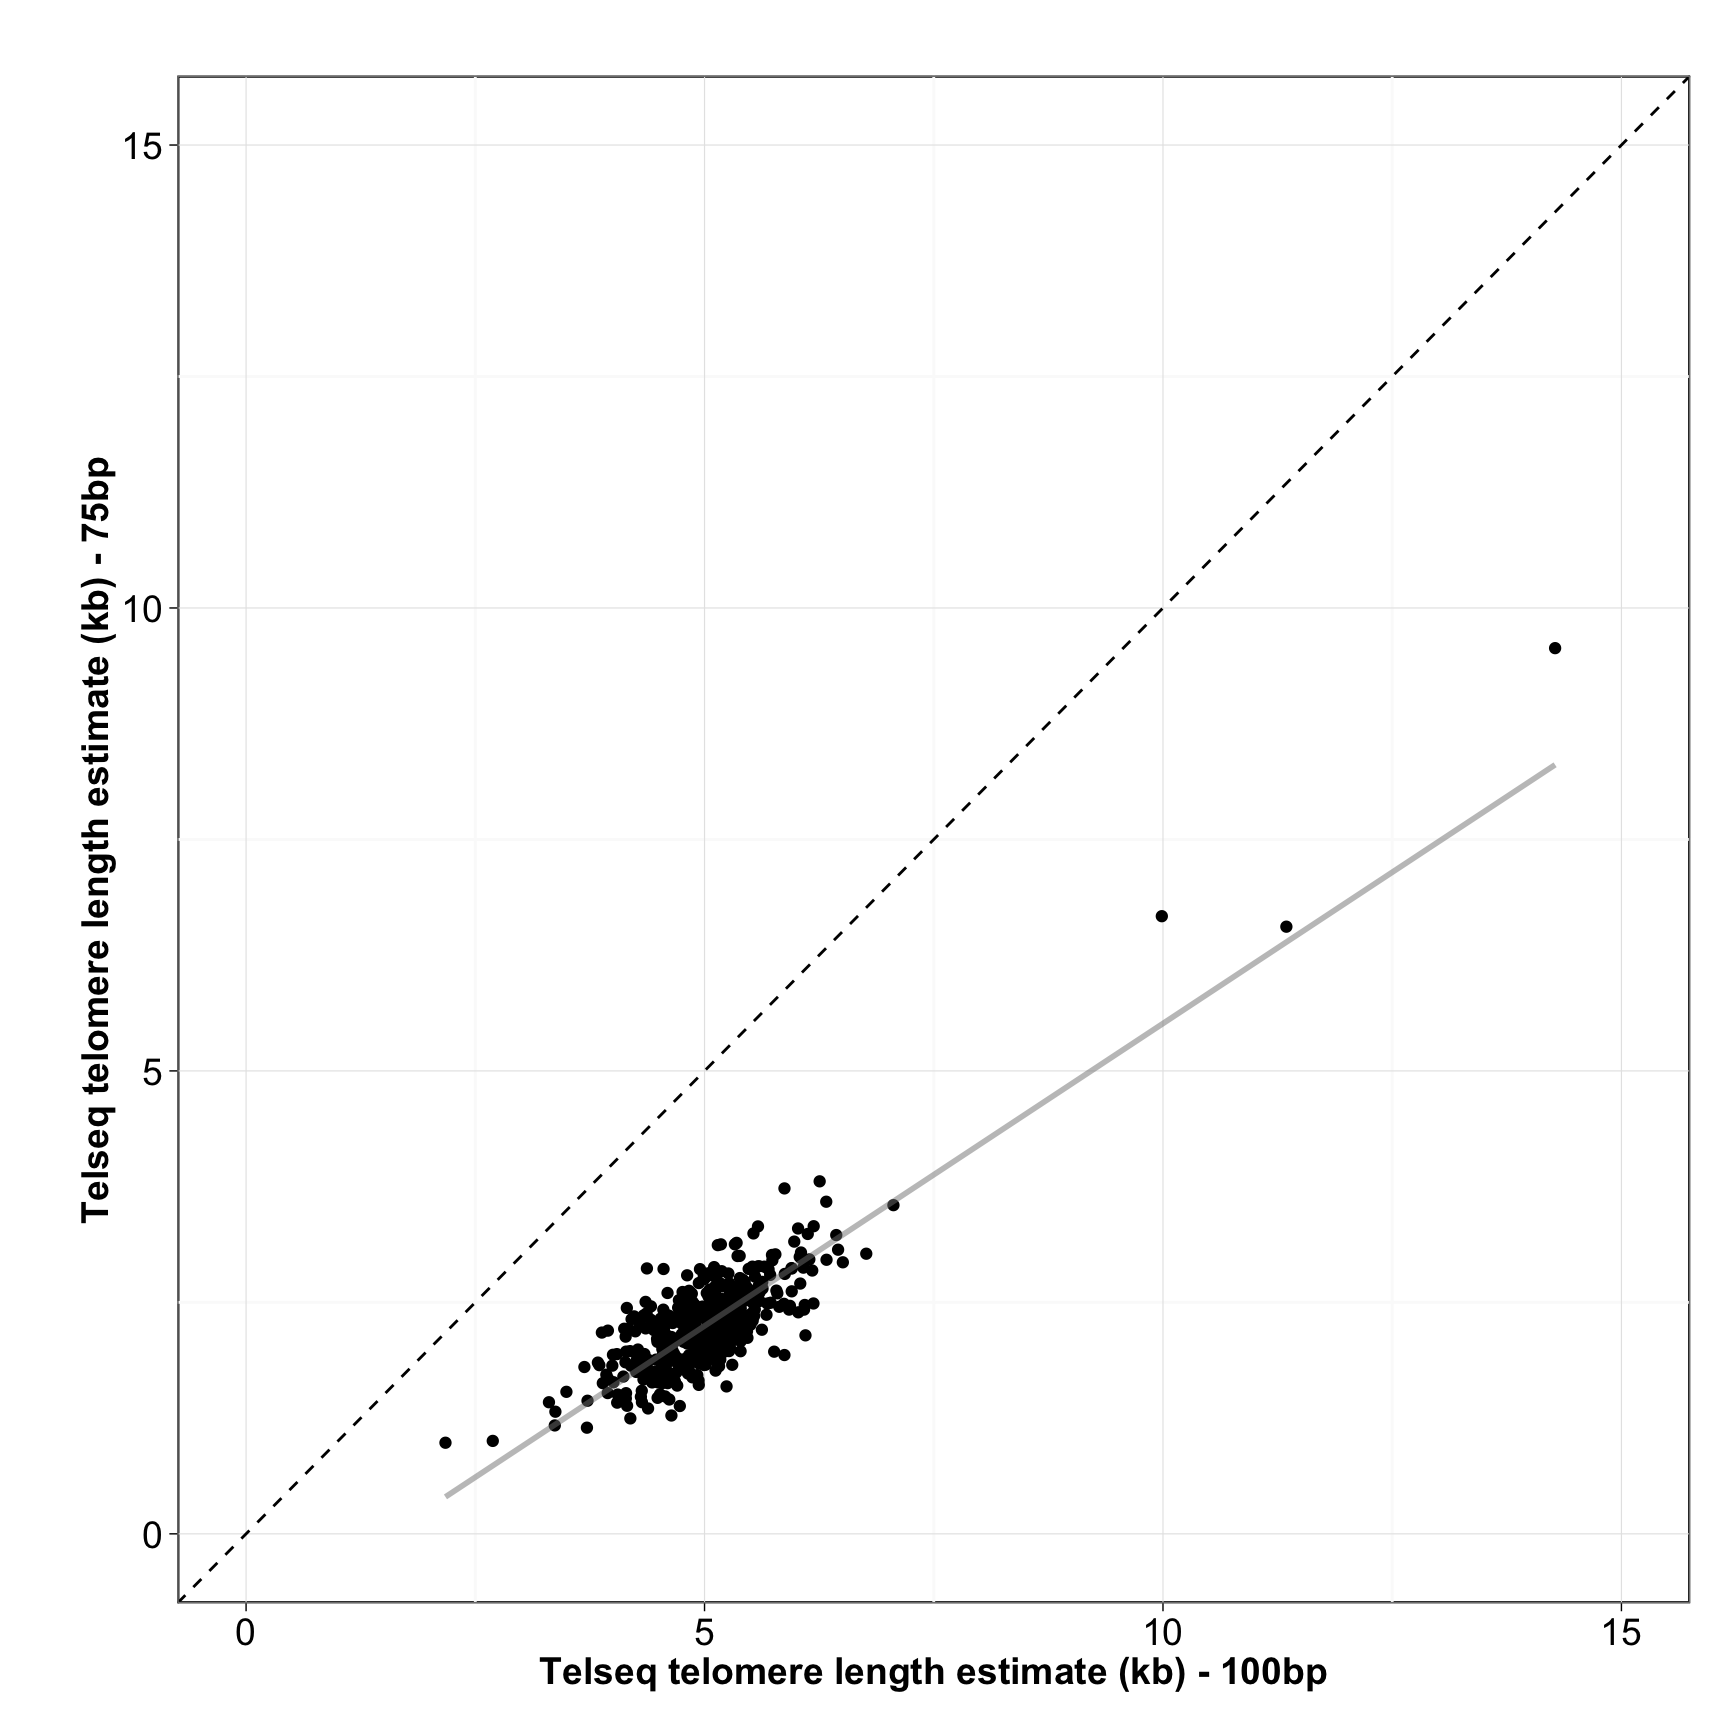 Telseq telomere length estimate (kb) - 75bp
15
10
5
0
0 5 10 15
Telseq telomere length estimate (kb) - 100bp